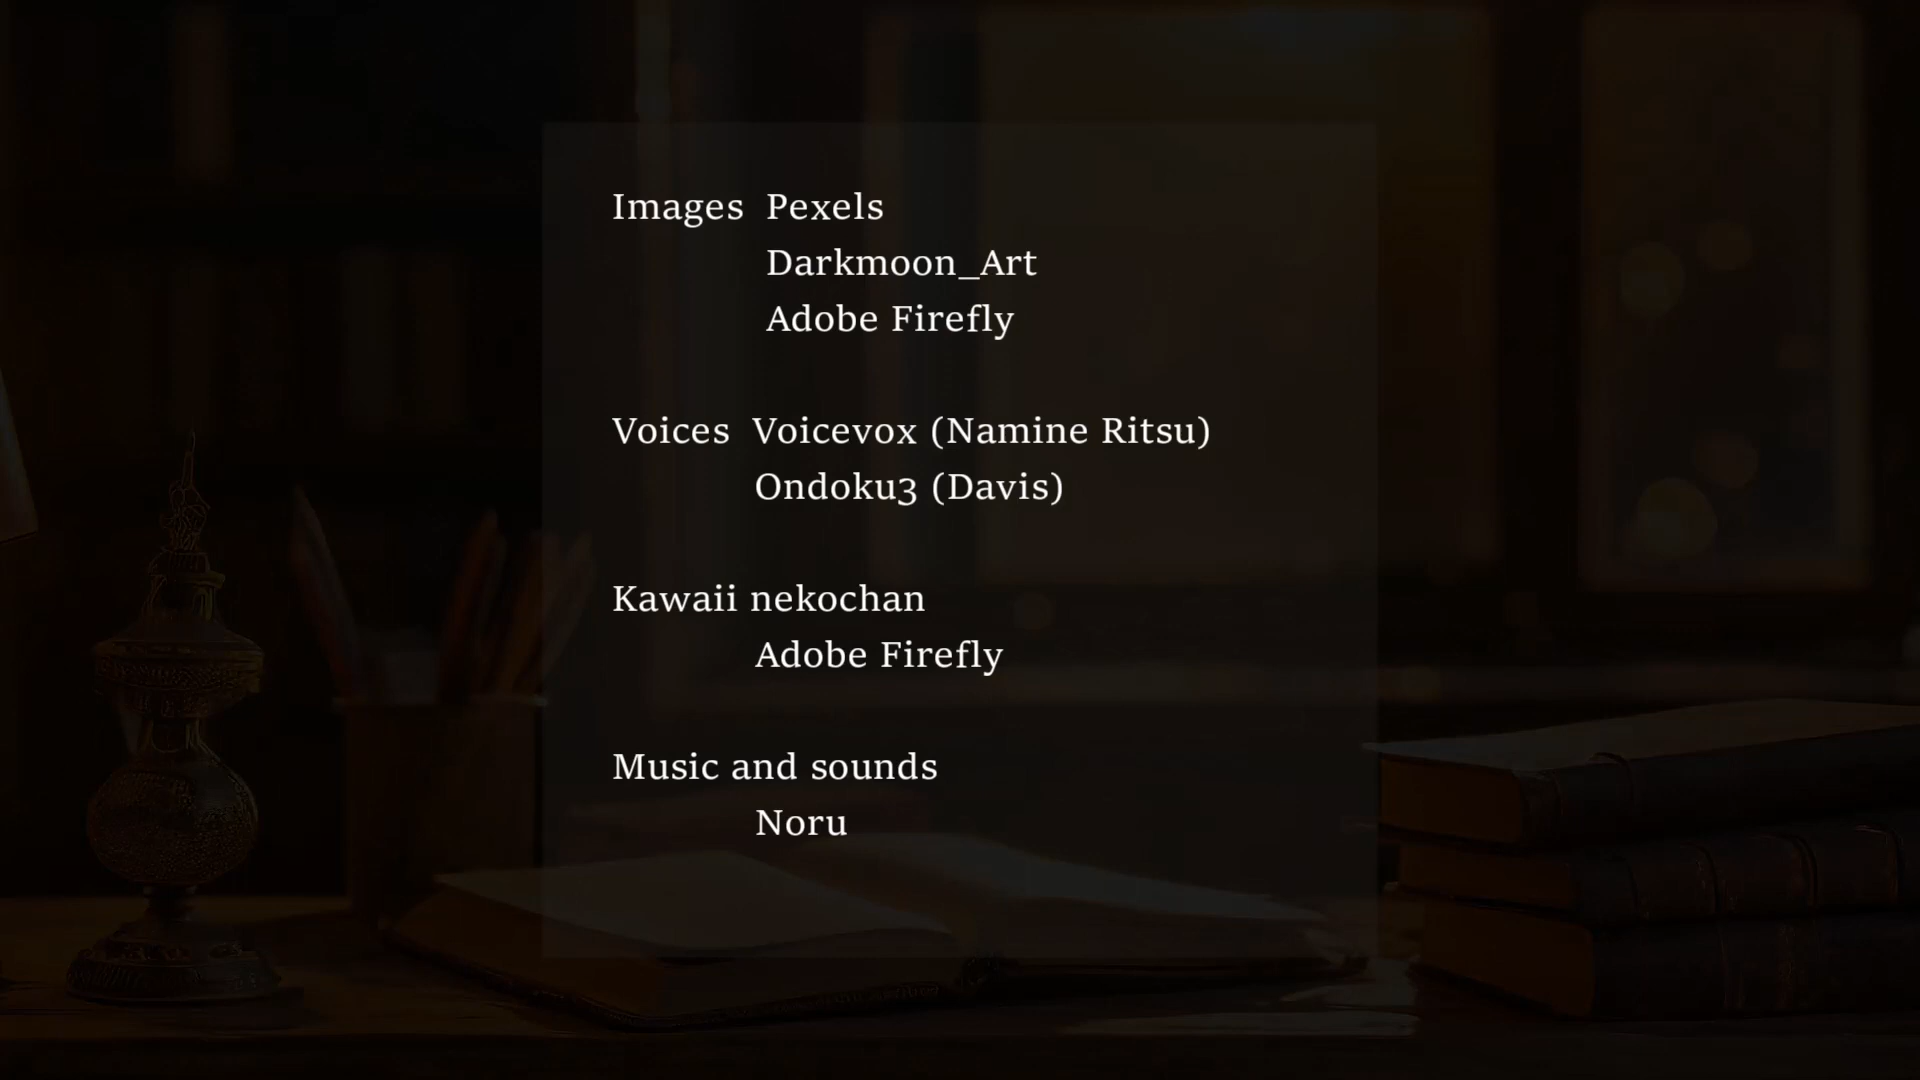 Images Pexels
Darkmoon_Art
Adobe Firefly
Voices Voicevox (Namine Ritsu)
Ondoku3 (Davis)
Kawaii nekochan
Adobe Firefly
Music and sounds
Noru